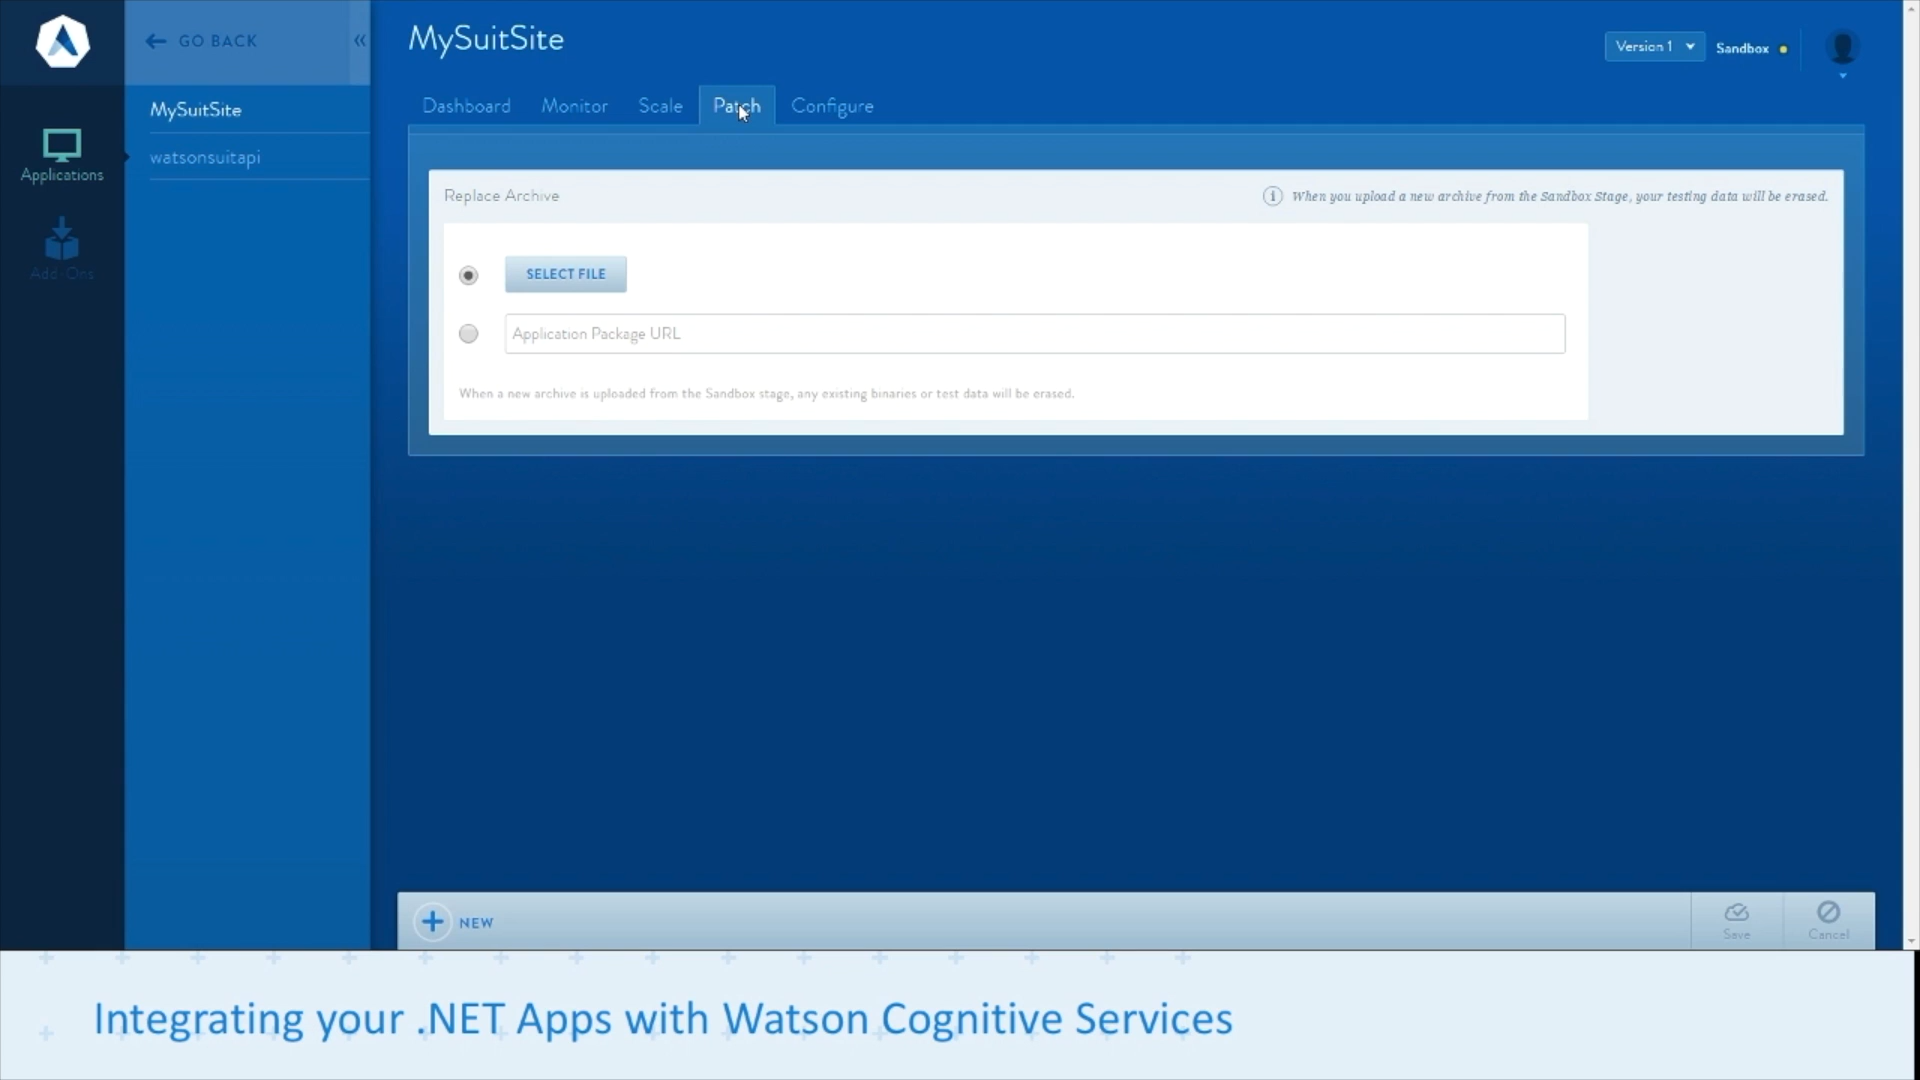 GO BACK
«
MySuitSite
Version 1
Sandbox
MySuitSite
watsonsuitapi
Applications
Add-Ons
Dashboard
Monitor
Scale
Patch
Configure
Replace Archive
When you upload a new archive from the Sandbox Stage, your testing data will be erased.
SELECT FILE
Application Package URL
When a new archive is uploaded from the Sandbox stage, any existing binaries or test data will be erased.
NEW
Save
Cancel
Integrating your .NET Apps with Watson Cognitive Services